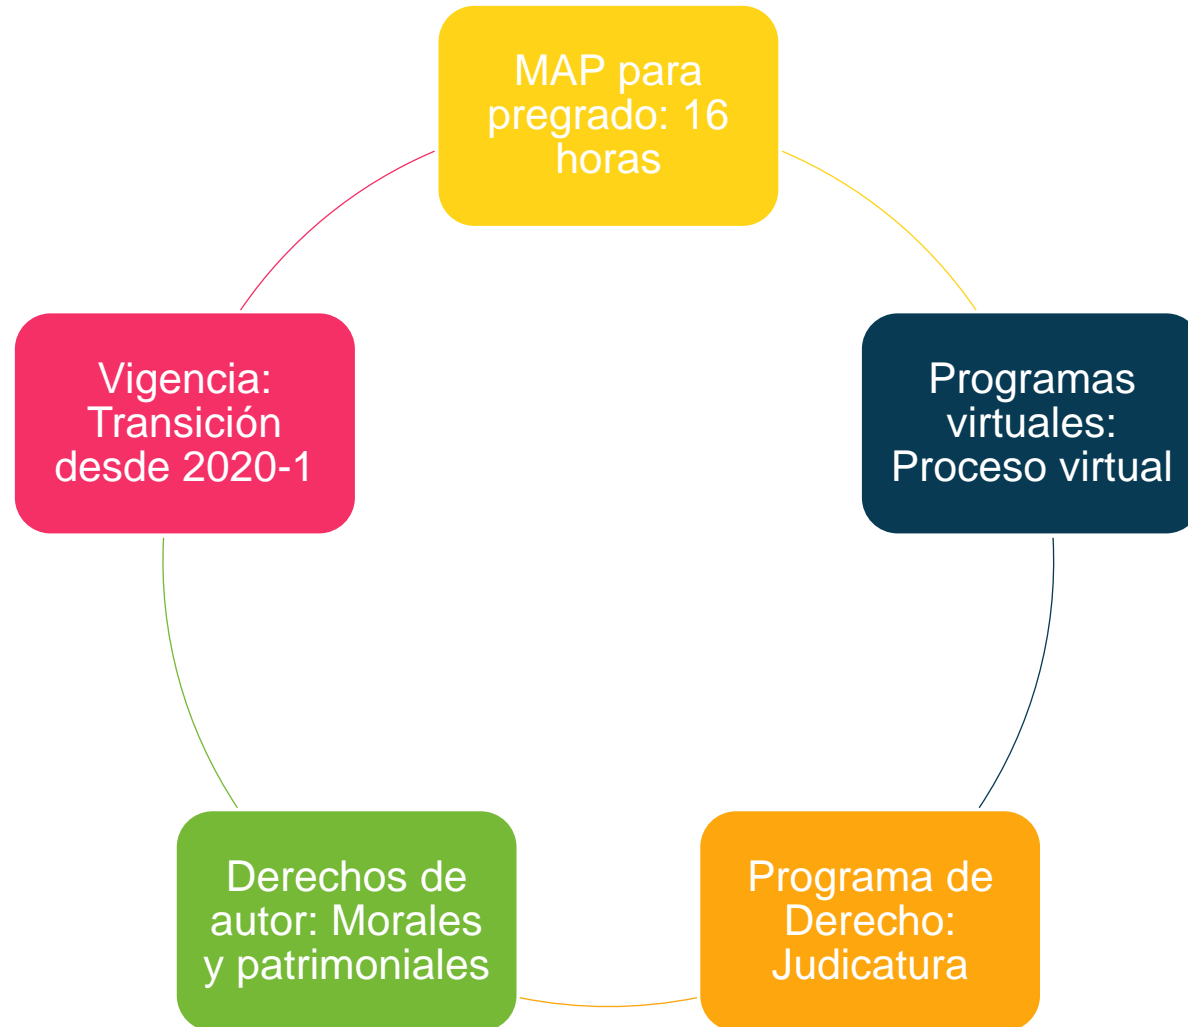 MAP para
pregrado: 16
horas
Programas
virtuales:
Proceso virtual
Programa de
Derecho:
Judicatura
Derechos de
autor: Morales
y patrimoniales
Vigencia:
Transición
desde 2020-1